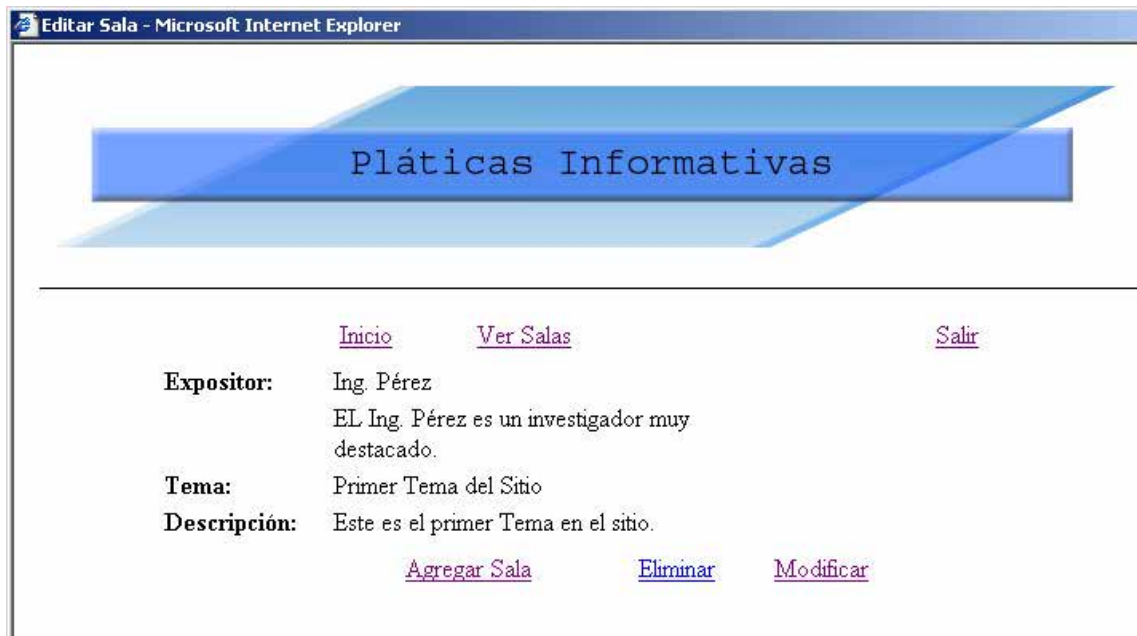 Editar Sala - Microsoft Internet Explorer
Pláticas Informativas
Inicio Ver Salas Salir
Expositor: Ing. Pérez
EL Ing. Pérez es un investigador muy
destacado.
Tema: Primer Tema del Sitio
Descripción: Este es el primer Tema en el sitio.
Agregar Sala Eliminar Modificar